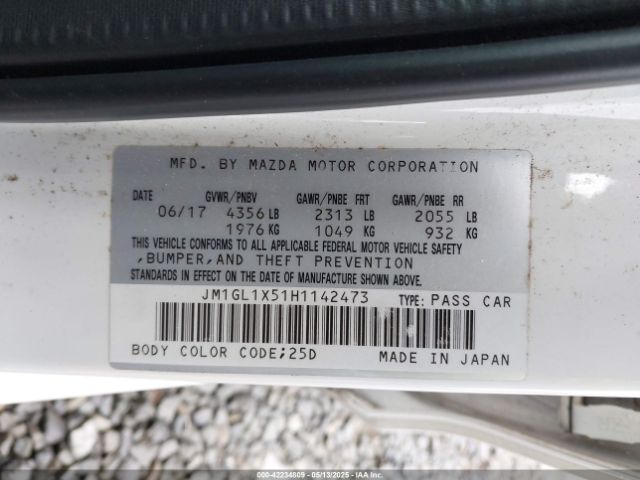 MFD. BY MAZDA MOTOR CORPORATION
DATE GVWR/PNBV GAWR/PNBE FRT GAWR/PNBE RR
06/17 4356 LB 2313 LB 2055 LB
1976 KG 1049 KG 932 KG
THIS VEHICLE CONFORMS TO ALL APPLICABLE FEDERAL MOTOR VEHICLE SAFETY
,BUMPER,AND THEFT PREVENTION
STANDARDS IN EFFECT ON THE DATE OF MANUFACTURE SHOWN ABOVE.
JM1GL1X51H1142473 TYPE: PASS CAR
BODY COLOR CODE;25D MADE IN JAPAN
000-42234809 - 05/13/2025 - IAAI.COM